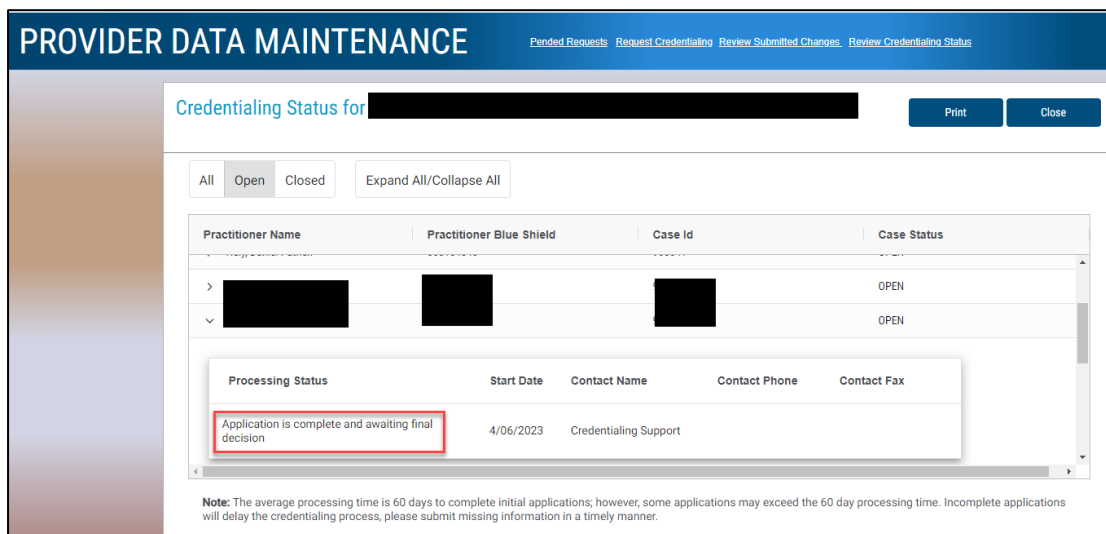 PROVIDER DATA MAINTENANCE
Pended Requests Request Credentialing Review Submitted Changes Review Credentialing Status
Credentialing Status for
Print Close
All Open Closed Expand All/Collapse All
Practitioner Name Practitioner Blue Shield Case Id Case Status
OPEN
OPEN
Processing Status Start Date Contact Name Contact Phone Contact Fax
Application is complete and awaiting final
decision
4/06/2023 Credentialing Support
Note: The average processing time is 60 days to complete initial applications; however, some applications may exceed the 60 day processing time. Incomplete applications
will delay the credentialing process, please submit missing information in a timely manner.